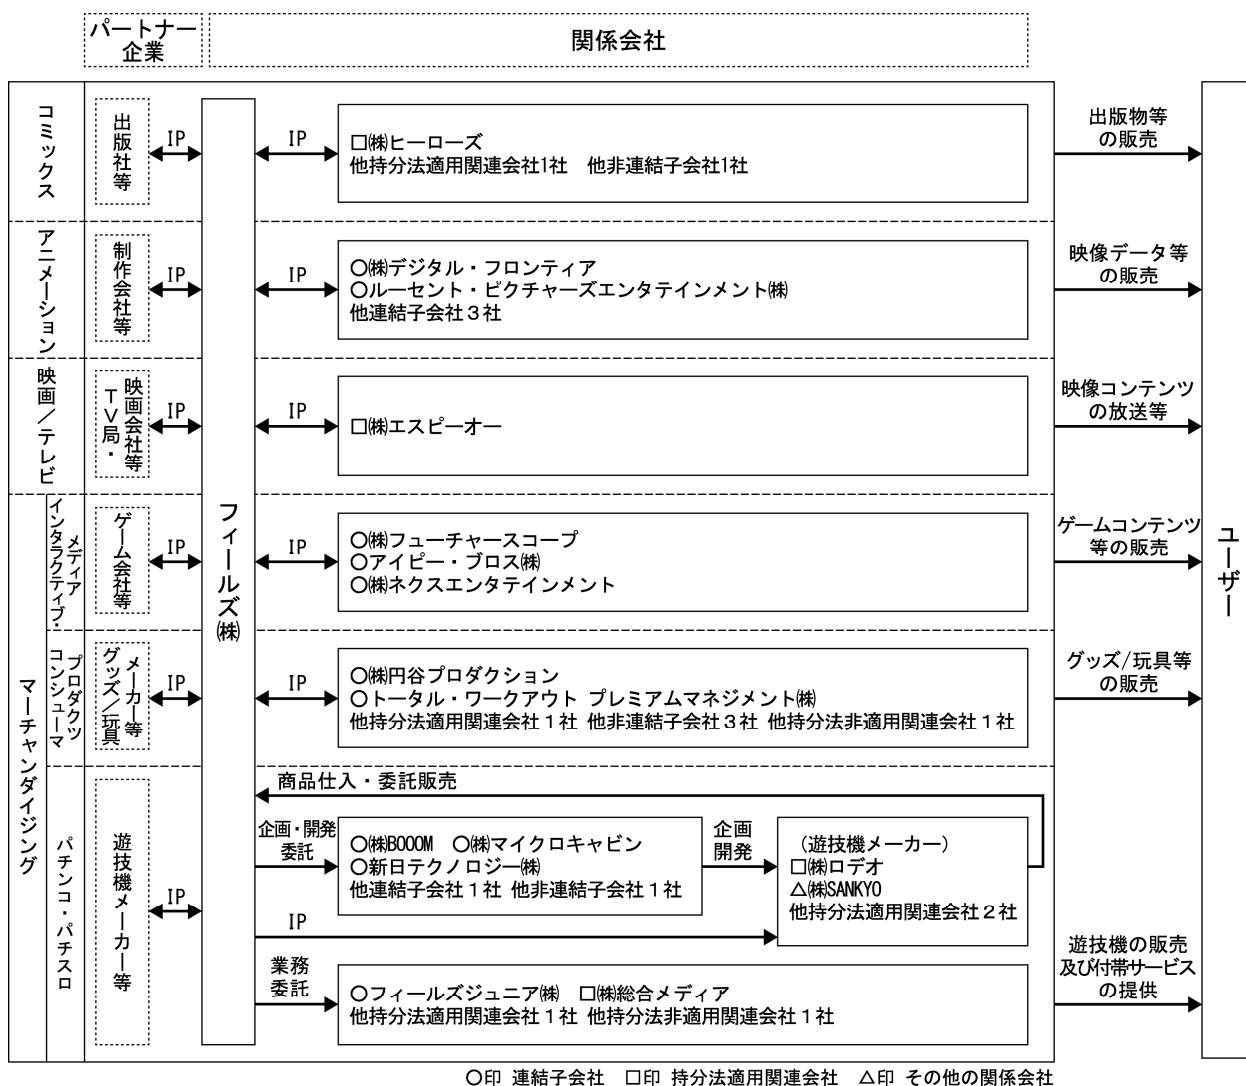 パートナー
企業
関係会社
コミックス
出版社等
IP
IP
□㈱ヒーローズ
他持分法適用関連会社1社　他非連結子会社1社
出版物等
の販売
アニメーション
制作会社等
IP
IP
○㈱デジタル・フロンティア
○ルーセント・ピクチャーズエンタテインメント㈱
他連結子会社３社
映像データ等
の販売
映画／テレビ
映画会社等
TV局・
IP
IP
□㈱エスピーオー
映像コンテンツ
の放送等
マーチャンダイジング
メディア
インタラクティブ・
ゲーム会社等
IP
IP
○㈱フューチャースコープ
○アイピー・ブロス㈱
○㈱ネクスエンタテインメント
ゲームコンテンツ
等の販売
フィールズ㈱
ユーザー
プロダクツ
コンシューマ
メーカー等
グッズ／玩具
IP
IP
○㈱円谷プロダクション
○トータル・ワークアウト プレミアムマネジメント㈱
他持分法適用関連会社１社 他非連結子会社３社 他持分法非適用関連会社１社
グッズ/玩具等
の販売
パチンコ・パチスロ
遊技機メーカー等
IP
商品仕入・委託販売
企画・開発
委託
○㈱BOOOM　○㈱マイクロキャビン
○新日テクノロジー㈱
他連結子会社１社 他非連結子会社１社
企画
開発
（遊技機メーカー）
□㈱ロデオ
△㈱SANKYO
他持分法適用関連会社２社
IP
業務
委託
○フィールズジュニア㈱　□㈱総合メディア
他持分法適用関連会社１社 他持分法非適用関連会社１社
遊技機の販売
及び付帯サービス
の提供
○印 連結子会社　□印 持分法適用関連会社　△印 その他の関係会社